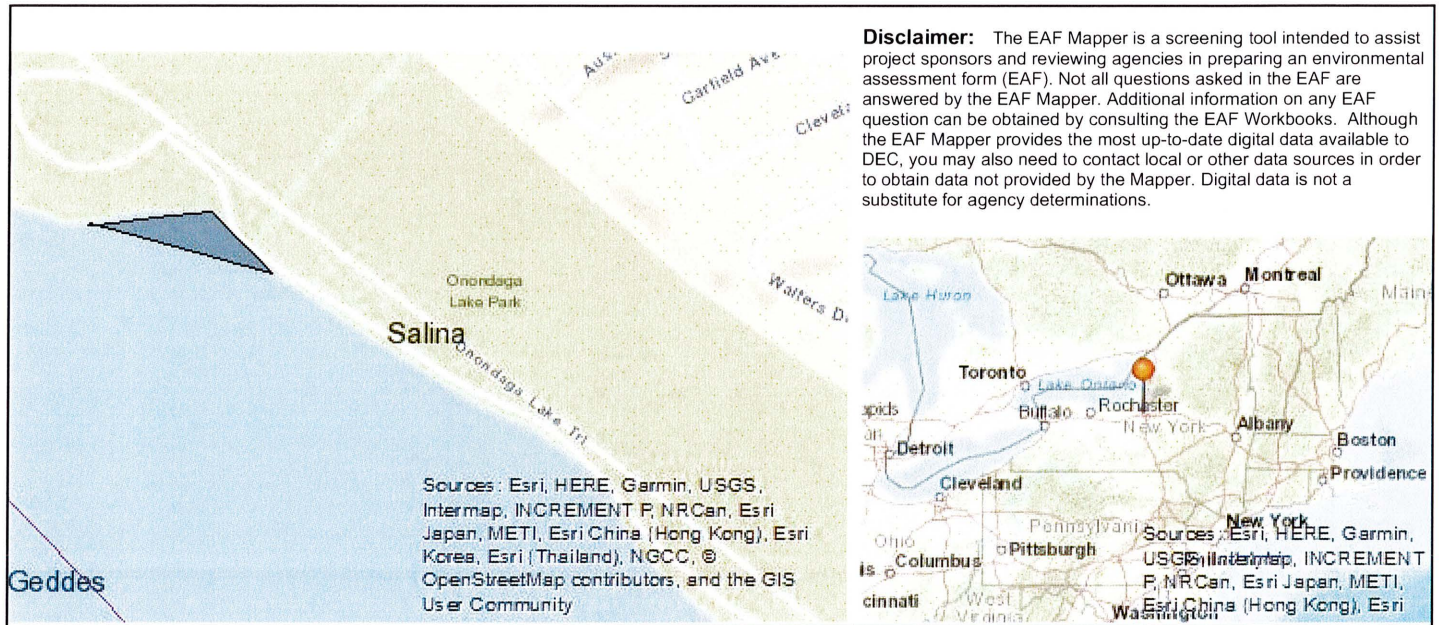 Disclaimer: The EAF Mapper is a screening tool intended to assist
project sponsors and reviewing agencies in preparing an environmental
assessment form (EAF). Not all questions asked in the EAF are
answered by the EAF Mapper. Additional information on any EAF
question can be obtained by consulting the EAF Workbooks. Although
the EAF Mapper provides the most up-to-date digital data available to
DEC, you may also need to contact local or other data sources in order
to obtain data not provided by the Mapper. Digital data is not a
substitute for agency determinations.
Garfield Ave
Walters D
Onondaga
Lake Park
Salina
Onondaga Lake Trl
Geddes
Sources: Esri, HERE, Garmin, USGS,
Intermap, INCREMENT P, NRCan, Esri
Japan, METI, Esri China (Hong Kong), Esri
Korea, Esri (Thailand), NGCC, ©
OpenStreetMap contributors, and the GIS
User Community
Ottawa
Montreal
Lake Huron
Toronto
Lake Ontario
Buffalo
Rochester
New York
Albany
Detroit
Boston
Providence
Cleveland
Pennsylvania
New York
Ohio
Pittsburgh
Columbus
West
Virginia
Washington
Sources: Esri, HERE, Garmin,
USGS, Intermap, INCREMENT
P, NRCan, Esri Japan, METI,
Esri China (Hong Kong), Esri